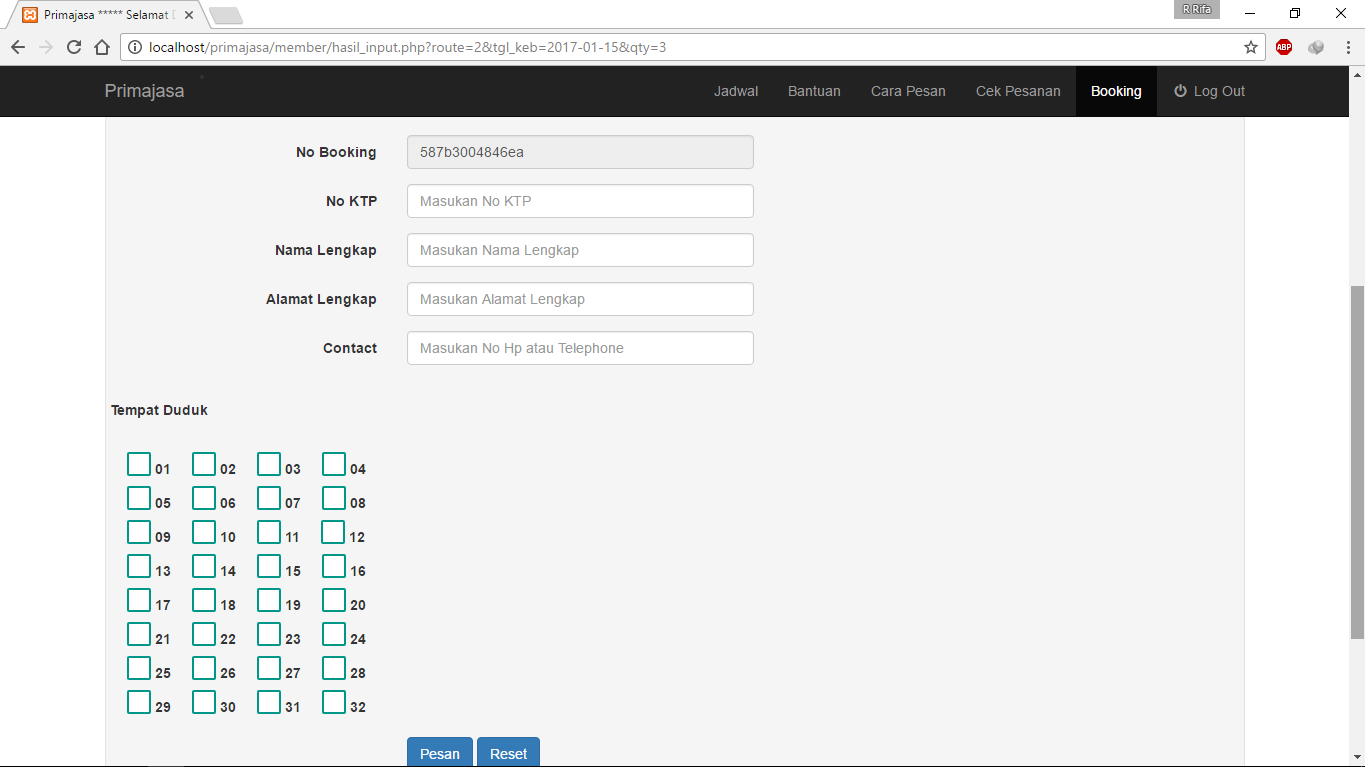 Primajasa ***** Selamat
R Rifa
localhost/primajasa/member/hasil_input.php?route=2&tgl_keb=2017-01-15&qty=3
ABP
Primajasa Jadwal Bantuan Cara Pesan Cek Pesanan Booking Log Out
No Booking 587b3004846ea
No KTP Masukan No KTP
Nama Lengkap Masukan Nama Lengkap
Alamat Lengkap Masukan Alamat Lengkap
Contact Masukan No Hp atau Telephone
Tempat Duduk
01 02 03 04
05 06 07 08
09 10 11 12
13 14 15 16
17 18 19 20
21 22 23 24
25 26 27 28
29 30 31 32
Pesan Reset